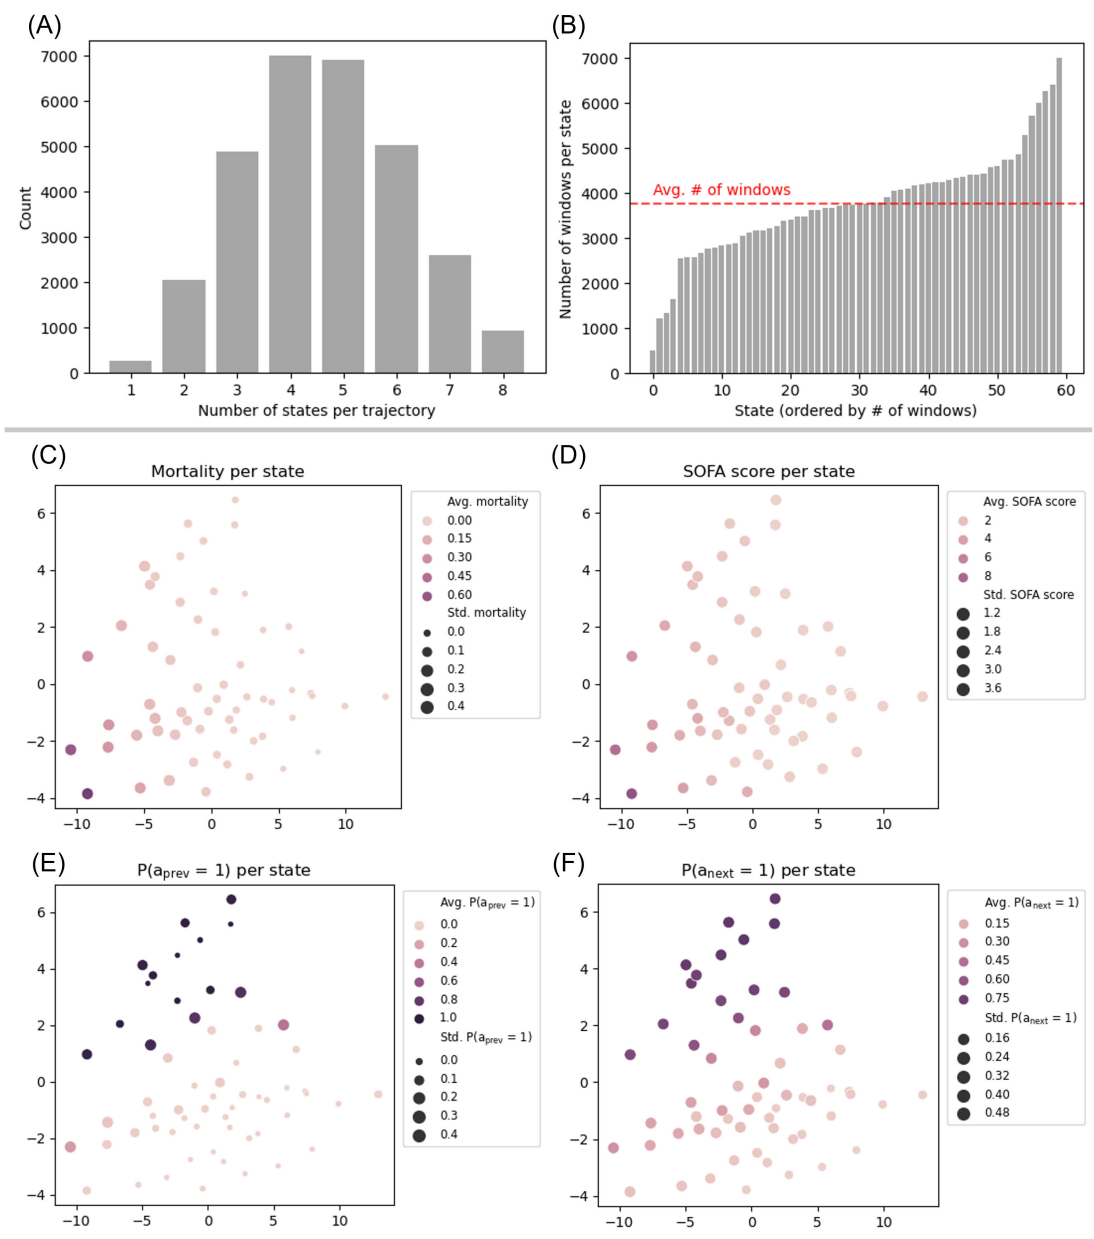 (A)
7000
6000
5000
4000
3000
2000
1000
0
Count
1 2 3 4 5 6 7 8
Number of states per trajectory
(B)
7000
6000
5000
4000
3000
2000
1000
0
Number of windows per state
Avg. # of windows
0 10 20 30 40 50 60
State (ordered by # of windows)
(C)
Mortality per state
6
4
2
0
−2
−4
−10 −5 0 5 10
Avg. mortality
0.00
0.15
0.30
0.45
0.60
Std. mortality
0.0
0.1
0.2
0.3
0.4
(D)
SOFA score per state
6
4
2
0
−2
−4
−10 −5 0 5 10
Avg. SOFA score
2
4
6
8
Std. SOFA score
1.2
1.8
2.4
3.0
3.6
(E)
P(aprev = 1) per state
6
4
2
0
−2
−4
−10 −5 0 5 10
Avg. P(aprev = 1)
0.0
0.2
0.4
0.6
0.8
1.0
Std. P(aprev = 1)
0.0
0.1
0.2
0.3
0.4
(F)
P(anext = 1) per state
6
4
2
0
−2
−4
−10 −5 0 5 10
Avg. P(anext = 1)
0.15
0.30
0.45
0.60
0.75
Std. P(anext = 1)
0.16
0.24
0.32
0.40
0.48